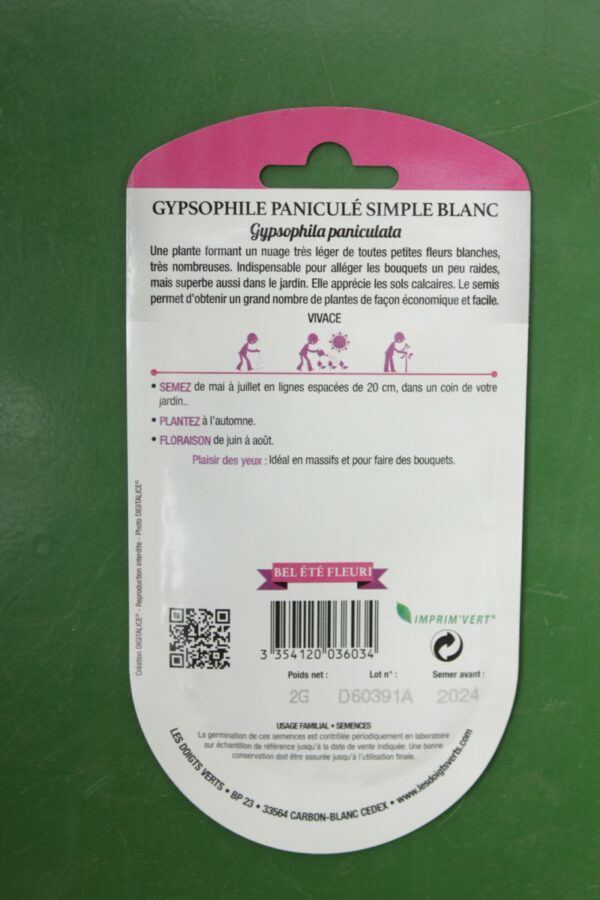 GYPSOPHILE PANICULÉ SIMPLE BLANC
Gypsophila paniculata
Une plante formant un nuage très léger de toutes petites fleurs blanches,
très nombreuses. Indispensable pour alléger les bouquets un peu raides,
mais superbe aussi dans le jardin. Elle apprécie les sols calcaires. Le semis
permet d'obtenir un grand nombre de plantes de façon économique et facile.
VIVACE
• SEMEZ de mai à juillet en lignes espacées de 20 cm, dans un coin de votre
jardin..
• PLANTEZ à l'automne.
• FLORAISON de juin à août.
Plaisir des yeux : Idéal en massifs et pour faire des bouquets.
Création DIGITALICE® - Reproduction interdite - Photo DIGITALICE®
BEL ÉTÉ FLEURI
IMPRIM'VERT®
3 354120 036034
Poids net : Lot n° : Semer avant :
2G D60391A 2024
USAGE FAMILIAL • SEMENCES
La germination de ces semences est contrôlée périodiquement en laboratoire
sur échantillon de référence jusqu'à la date de vente indiquée. Une bonne
conservation doit être assurée jusqu'à l'utilisation finale.
LES DOIGTS VERTS • BP 23 • 33564 CARBON-BLANC CEDEX • www.lesdoigtsverts.com